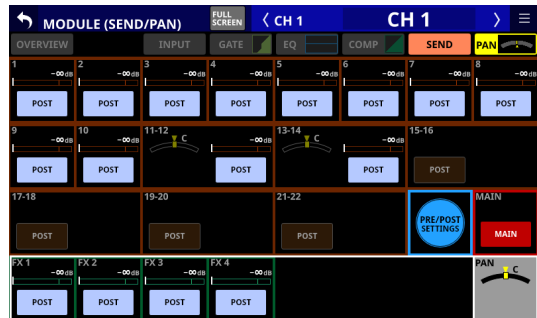 MODULE (SEND/PAN) FULL SCREEN CH 1 CH 1
OVERVIEW INPUT GATE EQ COMP SEND PAN
1 2 3 4 5 6 7 8
-∞dB -∞dB -∞dB -∞dB -∞dB -∞dB -∞dB -∞dB
POST POST POST POST POST POST POST POST
9 10 11-12 13-14 15-16
-∞dB -∞dB C -∞dB C -∞dB
POST POST POST POST POST
17-18 19-20 21-22 MAIN
POST POST POST PRE/POST SETTINGS MAIN
FX 1 FX 2 FX 3 FX 4 PAN
-∞dB -∞dB -∞dB -∞dB C
POST POST POST POST